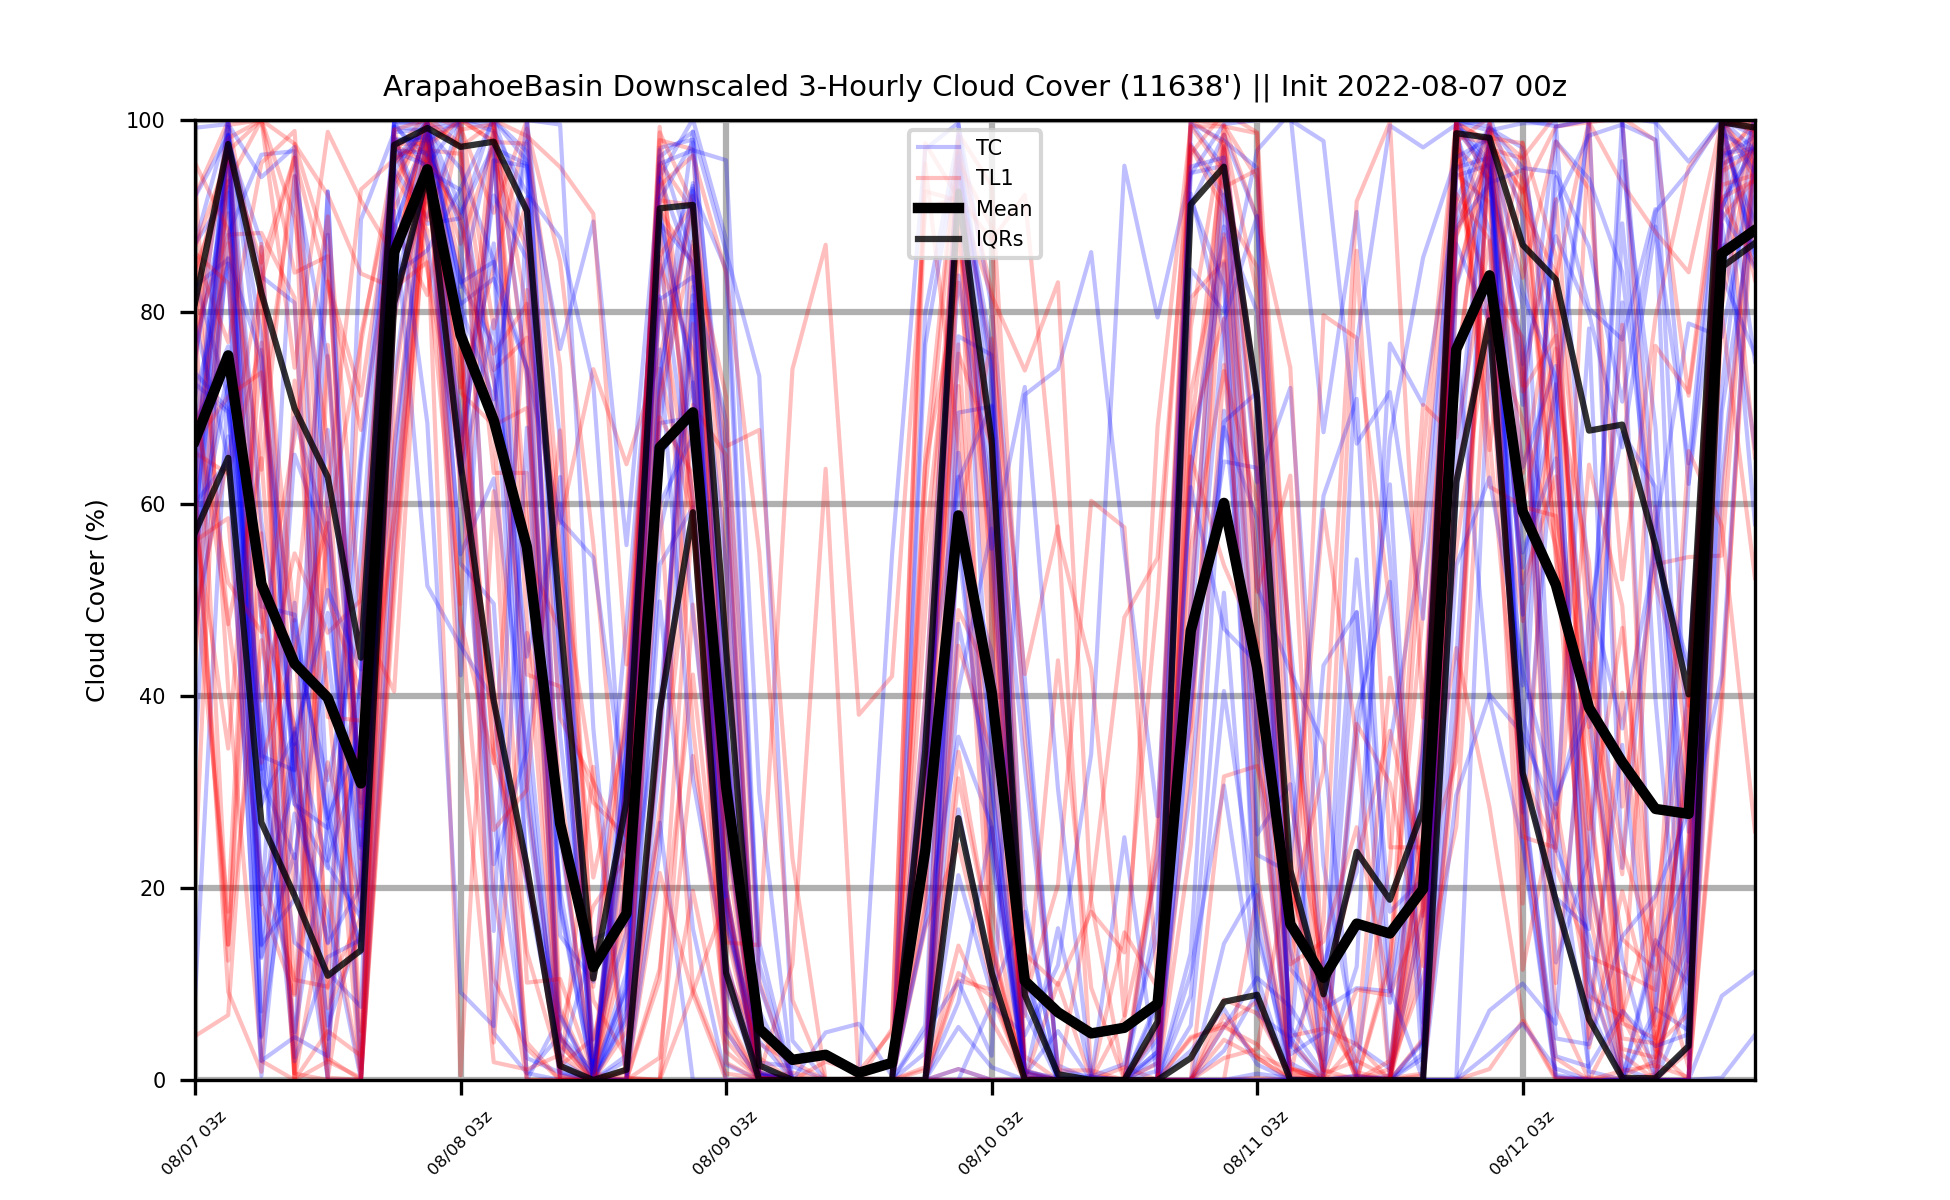 ArapahoeBasin Downscaled 3-Hourly Cloud Cover (11638') || Init 2022-08-07 00z
TC
TL1
Mean
IQRs
Cloud Cover (%)
100
80
60
40
20
0
08/07 03z
08/08 03z
08/09 03z
08/10 03z
08/11 03z
08/12 03z